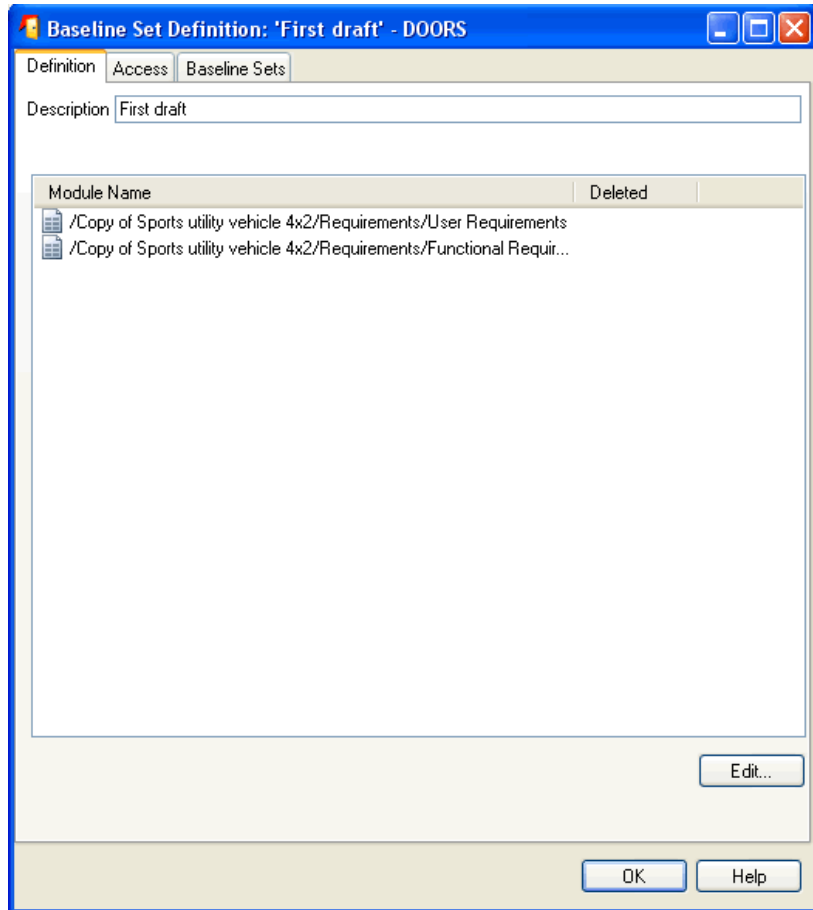 Baseline Set Definition: 'First draft' - DOORS
Definition Access Baseline Sets
Description First draft
Module Name Deleted
/Copy of Sports utility vehicle 4x2/Requirements/User Requirements
/Copy of Sports utility vehicle 4x2/Requirements/Functional Requir...
Edit...
OK Help